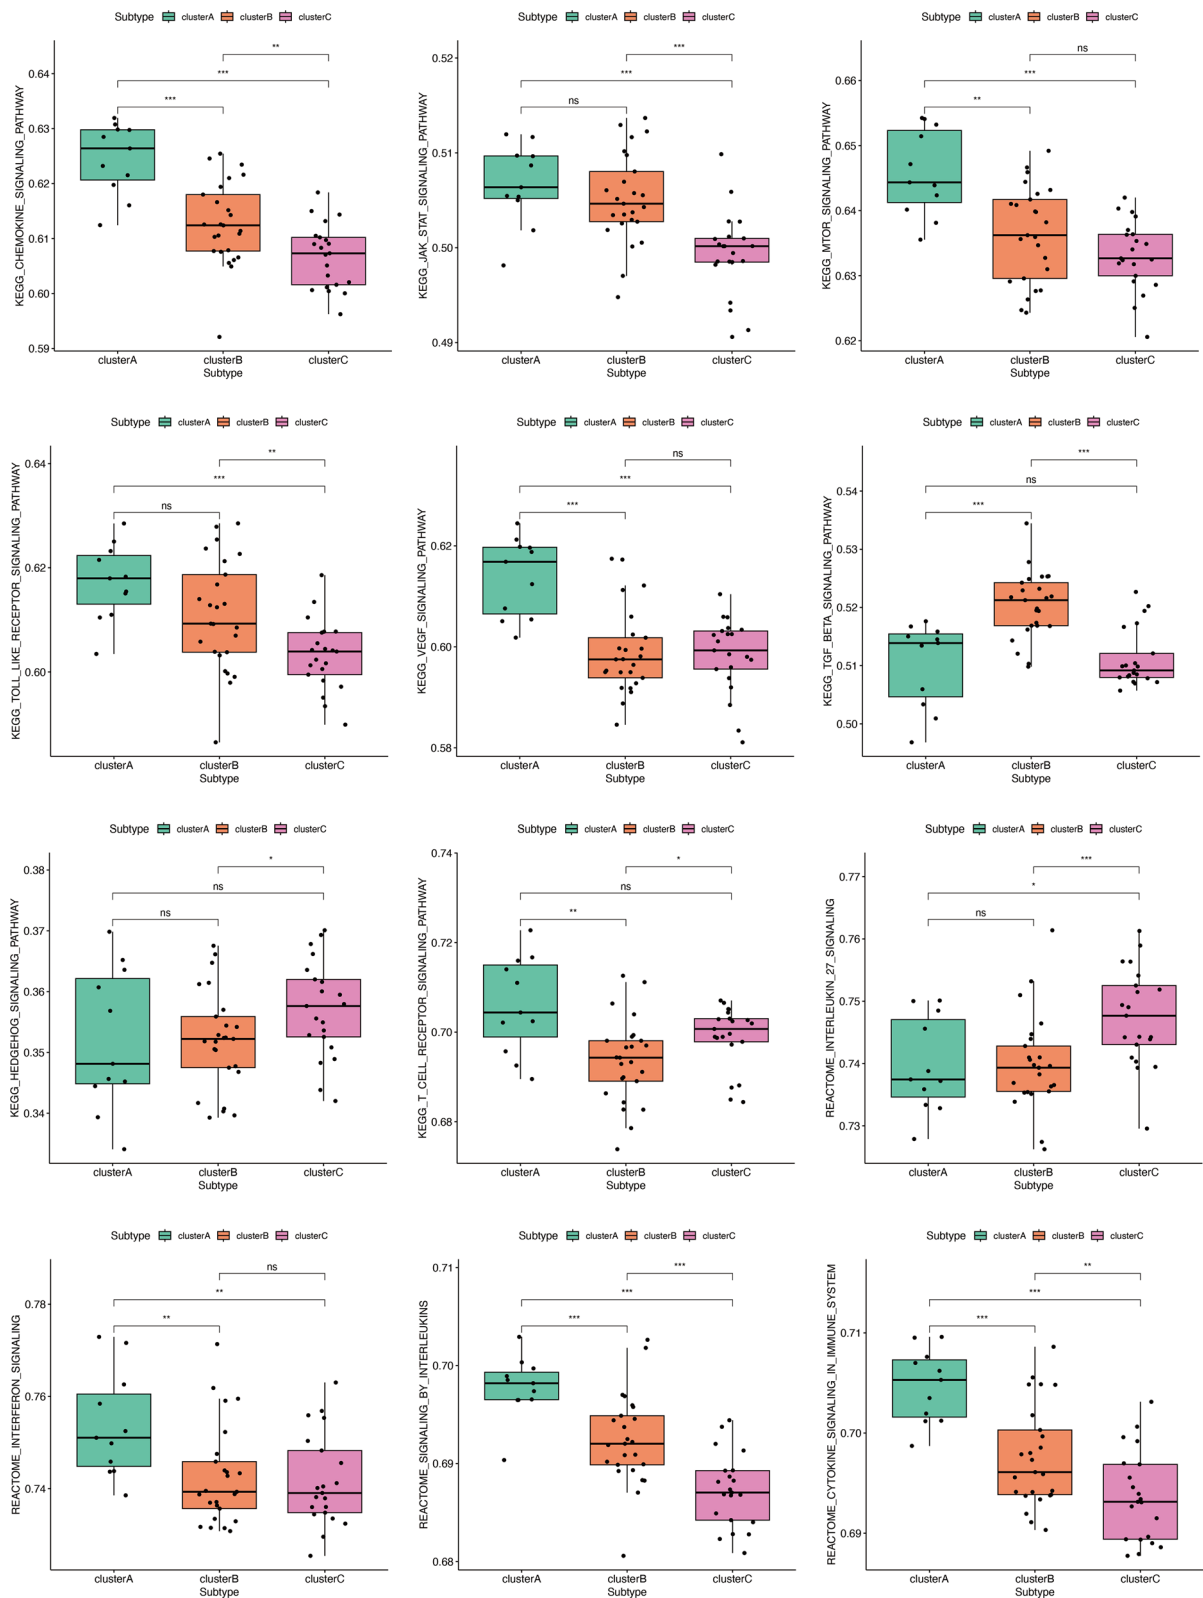 Subtype clusterA clusterB clusterC
KEGG_CHEMOKINE_SIGNALING_PATHWAY
0.64
0.63
0.62
0.61
0.60
0.59
**
***
***
clusterA clusterB clusterC
Subtype
Subtype clusterA clusterB clusterC
KEGG_JAK_STAT_SIGNALING_PATHWAY
0.52
0.51
0.50
0.49
***
***
ns
clusterA clusterB clusterC
Subtype
Subtype clusterA clusterB clusterC
KEGG_MTOR_SIGNALING_PATHWAY
0.66
0.65
0.64
0.63
0.62
ns
***
**
clusterA clusterB clusterC
Subtype
Subtype clusterA clusterB clusterC
KEGG_TOLL_LIKE_RECEPTOR_SIGNALING_PATHWAY
0.64
0.62
0.60
**
***
ns
clusterA clusterB clusterC
Subtype
Subtype clusterA clusterB clusterC
KEGG_VEGF_SIGNALING_PATHWAY
0.62
0.60
0.58
ns
***
***
clusterA clusterB clusterC
Subtype
Subtype clusterA clusterB clusterC
KEGG_TGF_BETA_SIGNALING_PATHWAY
0.54
0.53
0.52
0.51
0.50
***
ns
***
clusterA clusterB clusterC
Subtype
Subtype clusterA clusterB clusterC
KEGG_HEDGEHOG_SIGNALING_PATHWAY
0.38
0.37
0.36
0.35
0.34
*
ns
ns
clusterA clusterB clusterC
Subtype
Subtype clusterA clusterB clusterC
KEGG_T_CELL_RECEPTOR_SIGNALING_PATHWAY
0.74
0.72
0.70
0.68
*
ns
**
clusterA clusterB clusterC
Subtype
Subtype clusterA clusterB clusterC
REACTOME_INTERLEUKIN_27_SIGNALING
0.77
0.76
0.75
0.74
0.73
***
*
ns
clusterA clusterB clusterC
Subtype
Subtype clusterA clusterB clusterC
REACTOME_INTERFERON_SIGNALING
0.78
0.76
0.74
ns
**
**
clusterA clusterB clusterC
Subtype
Subtype clusterA clusterB clusterC
REACTOME_SIGNALING_BY_INTERLEUKINS
0.71
0.70
0.69
0.68
***
***
***
clusterA clusterB clusterC
Subtype
Subtype clusterA clusterB clusterC
REACTOME_CYTOKINE_SIGNALING_IN_IMMUNE_SYSTEM
0.71
0.70
0.69
**
***
***
clusterA clusterB clusterC
Subtype